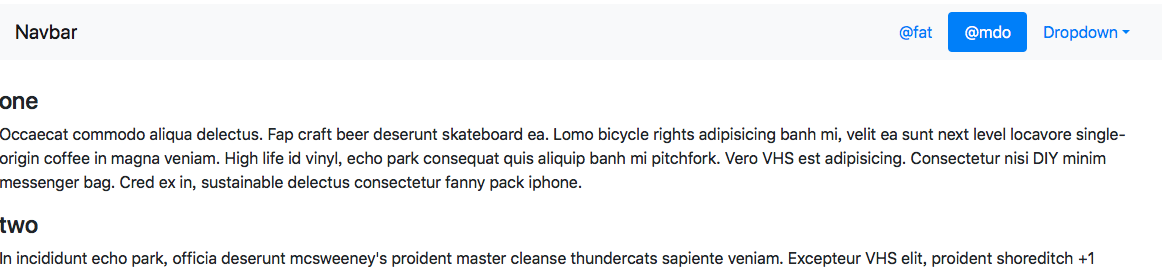 Navbar @fat @mdo Dropdown
one
Occaecat commodo aliqua delectus. Fap craft beer deserunt skateboard ea. Lomo bicycle rights adipisicing banh mi, velit ea sunt next level locavore single-
origin coffee in magna veniam. High life id vinyl, echo park consequat quis aliquip banh mi pitchfork. Vero VHS est adipisicing. Consectetur nisi DIY minim
messenger bag. Cred ex in, sustainable delectus consectetur fanny pack iphone.
two
In incididunt echo park, officia deserunt mcsweeney's proident master cleanse thundercats sapiente veniam. Excepteur VHS elit, proident shoreditch +1